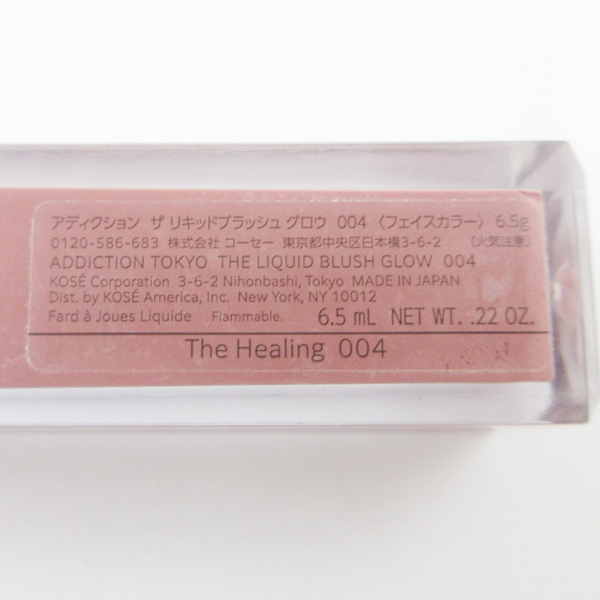 アディクション ザ リキッドブラッシュ グロウ 004 〈フェイスカラー〉 6.5g
0120-586-683 株式会社 コーセー 東京都中央区日本橋3-6-2 （火気注意）
ADDICTION TOKYO THE LIQUID BLUSH GLOW 004
KOSÉ Corporation 3-6-2 Nihonbashi, Tokyo MADE IN JAPAN
Dist. by KOSÉ America, Inc. New York, NY 10012
Fard à Joues Liquide Flammable. 6.5 mL NET WT. .22 OZ.
The Healing 004